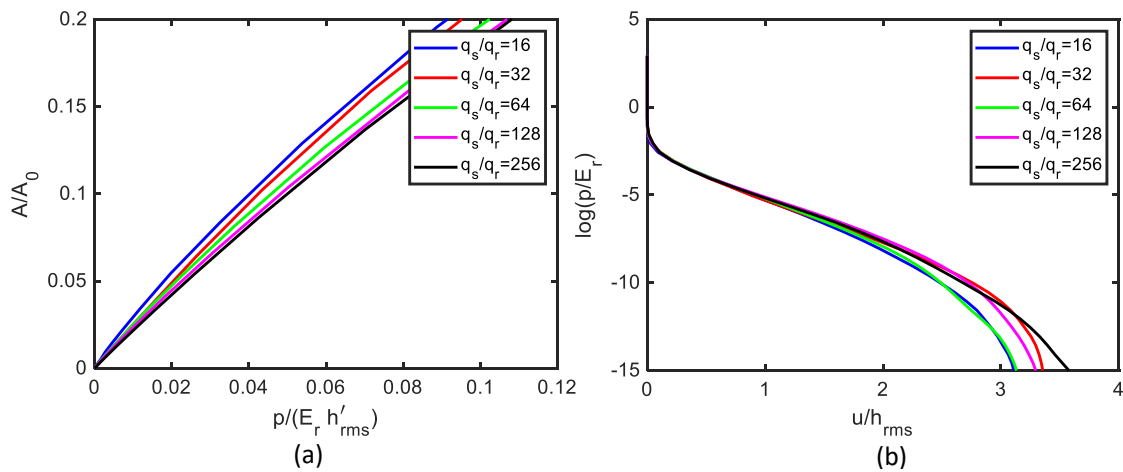 0.2
0.15
0.1
0.05
0
A/A0
0 0.02 0.04 0.06 0.08 0.1 0.12
p/(Er h′rms)
qs/qr=16
qs/qr=32
qs/qr=64
qs/qr=128
qs/qr=256
(a)
5
0
-5
-10
-15
log(p/Er)
0 1 2 3 4
u/hrms
qs/qr=16
qs/qr=32
qs/qr=64
qs/qr=128
qs/qr=256
(b)